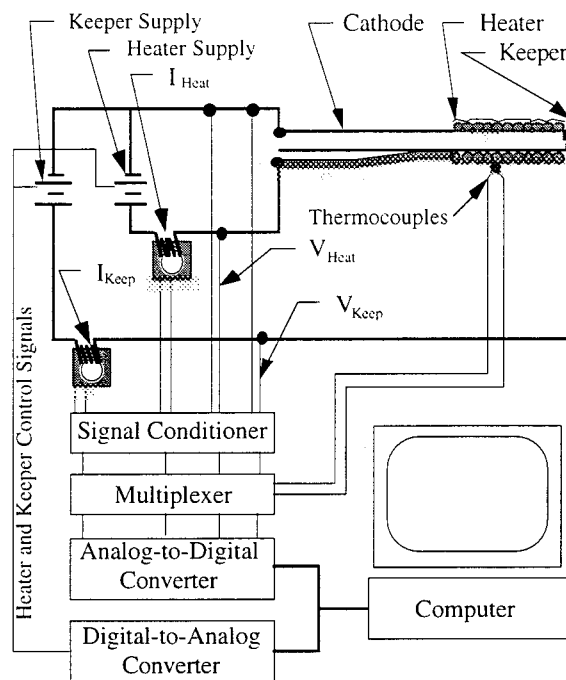 Keeper Supply
Heater Supply
I Heat
Cathode
Heater
Keeper
Thermocouples
V Heat
I Keep
V Keep
Heater and Keeper Control Signals
Signal Conditioner
Multiplexer
Analog-to-Digital
Converter
Computer
Digital-to-Analog
Converter